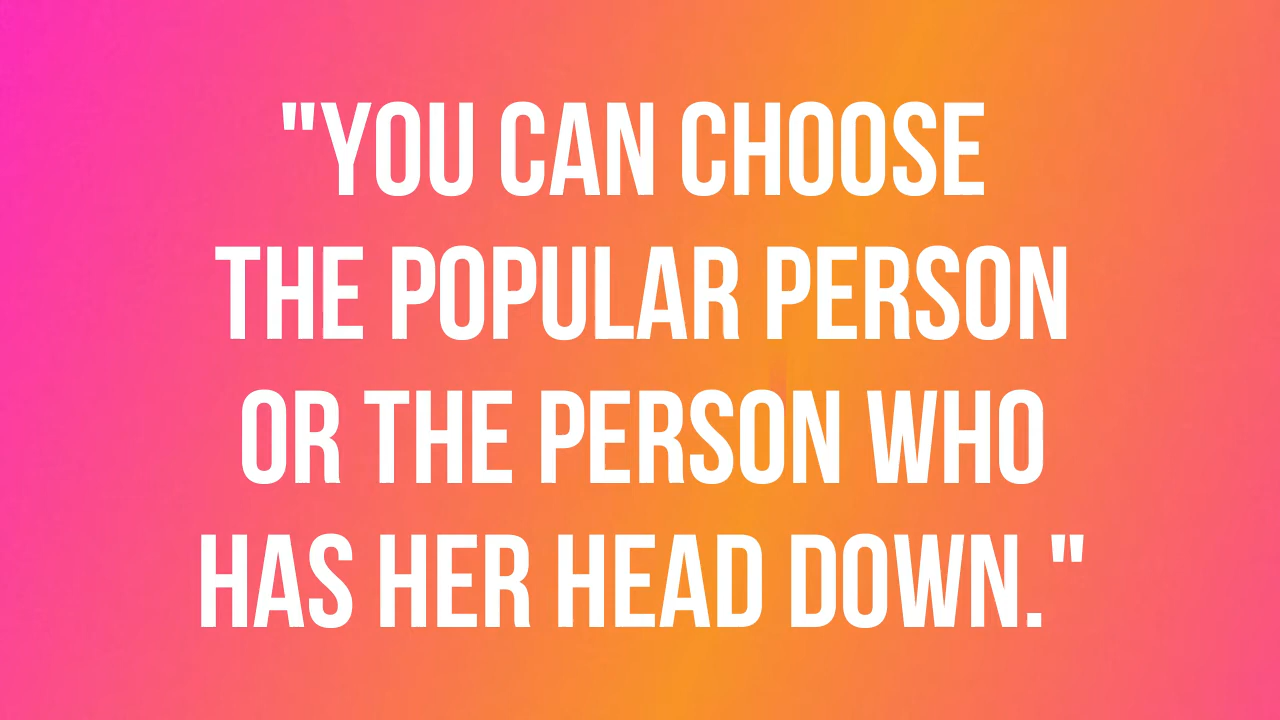 "YOU CAN CHOOSE
THE POPULAR PERSON
OR THE PERSON WHO
HAS HER HEAD DOWN."